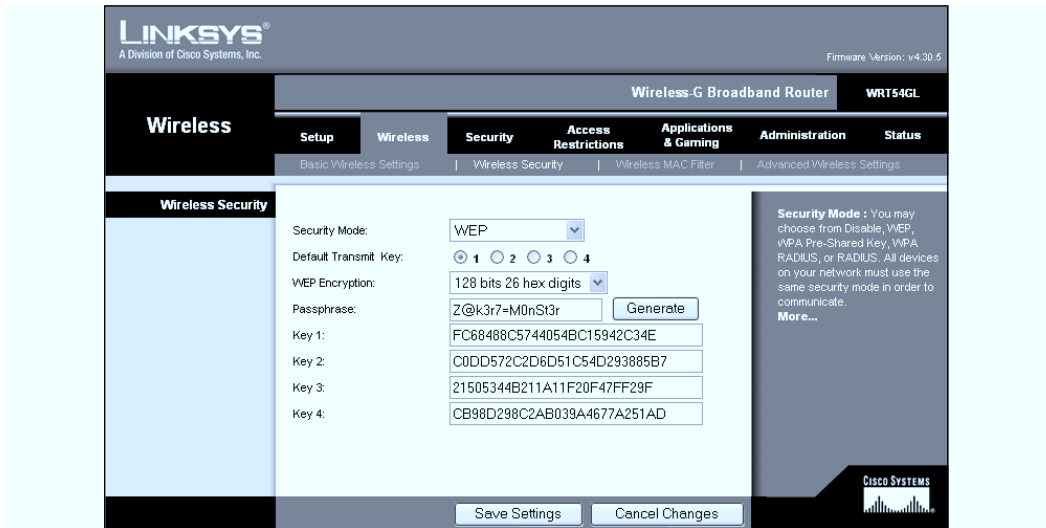 LINKSYS®
A Division of Cisco Systems, Inc.
Firmware Version: v4.30.5
Wireless-G Broadband Router WRT54GL
Wireless
Setup Wireless Security Access Restrictions Applications & Gaming Administration Status
Basic Wireless Settings | Wireless Security | Wireless MAC Filter | Advanced Wireless Settings
Wireless Security
Security Mode: WEP
Default Transmit Key: 1 2 3 4
WEP Encryption: 128 bits 26 hex digits
Passphrase: Z@k3r7=M0nSt3r Generate
Key 1: FC68488C5744054BC15942C34E
Key 2: C0DD572C2D6D51C54D293885B7
Key 3: 21505344B211A11F20F47FF29F
Key 4: CB98D298C2AB039A4677A251AD
Security Mode : You may
choose from Disable, WEP,
WPA Pre-Shared Key, WPA
RADIUS, or RADIUS. All devices
on your network must use the
same security mode in order to
communicate.
More...
Save Settings Cancel Changes
CISCO SYSTEMS